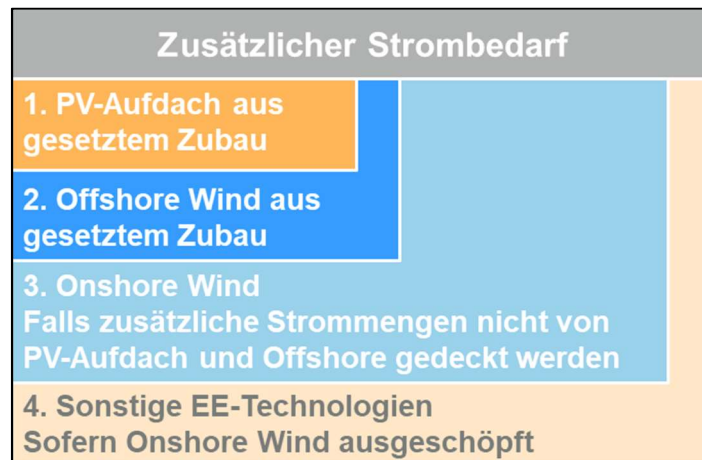 Zusätzlicher Strombedarf
1. PV-Aufdach aus
gesetztem Zubau
2. Offshore Wind aus
gesetztem Zubau
3. Onshore Wind
Falls zusätzliche Strommengen nicht von
PV-Aufdach und Offshore gedeckt werden
4. Sonstige EE-Technologien
Sofern Onshore Wind ausgeschöpft